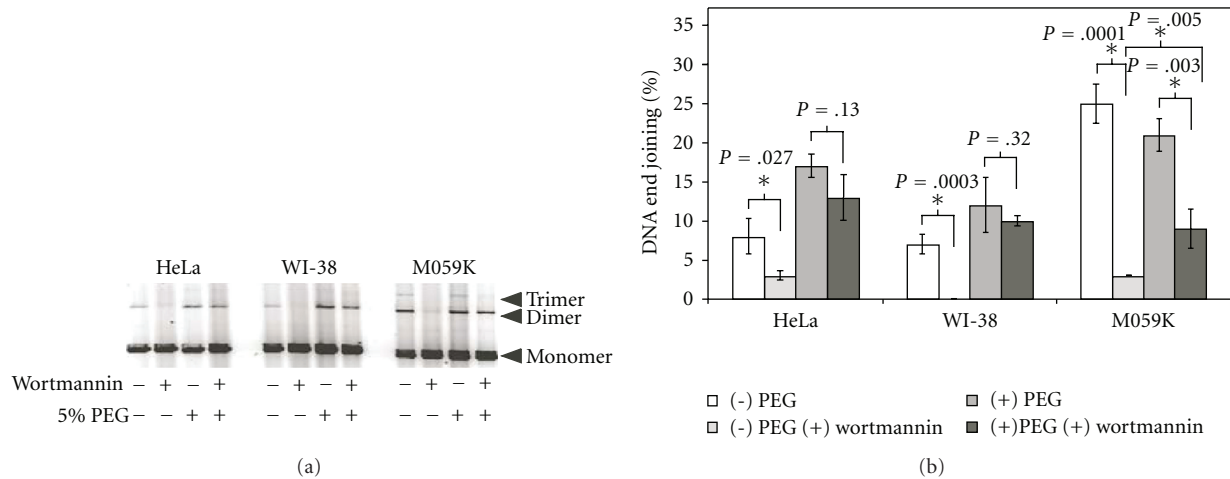 HeLa WI-38 M059K
Trimer
Dimer
Monomer
Wortmannin − + − + − + − + − + − +
5% PEG − − + + − − + + − − + +
(a)
DNA end joining (%)
35
30
25
20
15
10
5
0
P = .027
*
P = .13
P = .0003
*
P = .32
P = .0001
*
P = .005
*
P = .003
*
HeLa WI-38 M059K
(-) PEG (+) PEG
(-) PEG (+) wortmannin (+)PEG (+) wortmannin
(b)